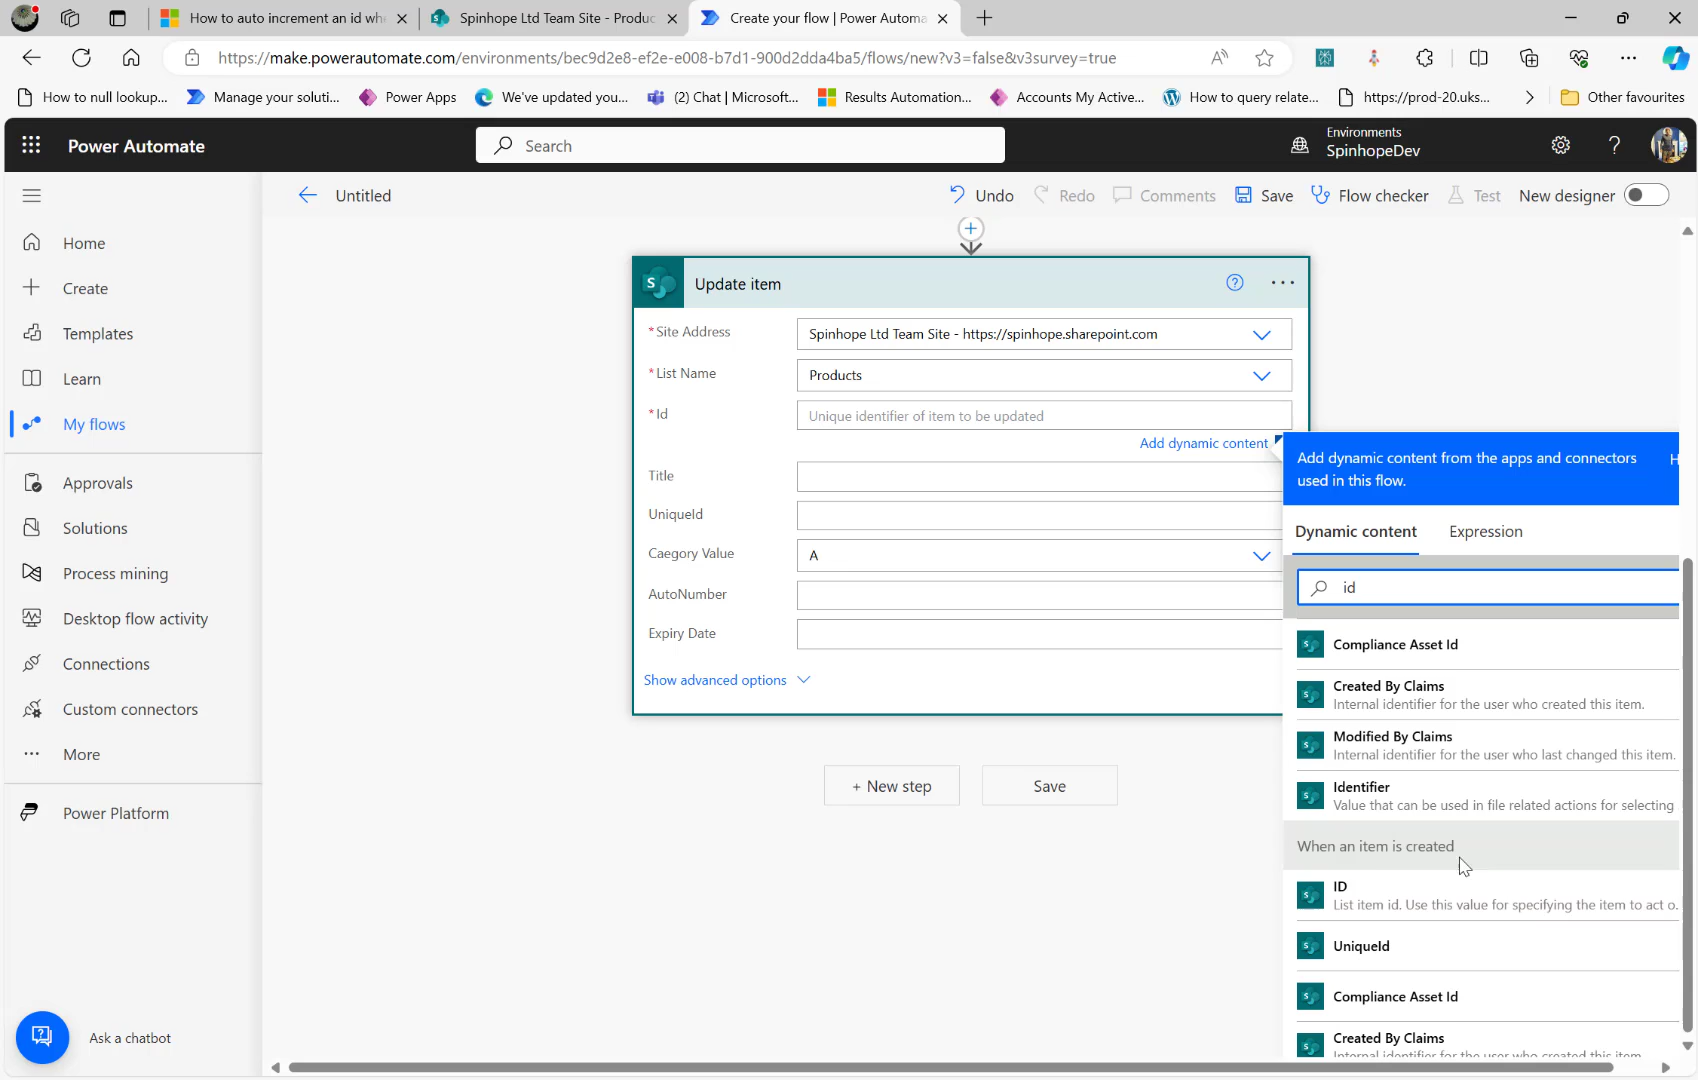 How to auto increment an id whe
Spinhope Ltd Team Site - Produc
Create your flow | Power Automa
https://make.powerautomate.com/environments/bec9d2e8-ef2e-e008-b7d1-900d2dda4ba5/flows/new?v3=false&v3survey=true
How to null lookup...
Manage your soluti...
Power Apps
We've updated you...
(2) Chat | Microsoft...
Results Automation...
Accounts My Active...
How to query relate...
https://prod-20.uks...
Other favourites
Power Automate
Search
Environments
SpinhopeDev
Untitled
Undo
Redo
Comments
Save
Flow checker
Test
New designer
Home
Create
Templates
Learn
My flows
Approvals
Solutions
Process mining
Desktop flow activity
Connections
Custom connectors
More
Power Platform
Ask a chatbot
Update item
* Site Address
Spinhope Ltd Team Site - https://spinhope.sharepoint.com
* List Name
Products
* Id
Unique identifier of item to be updated
Add dynamic content
Title
UniqueId
Caegory Value
A
AutoNumber
Expiry Date
Show advanced options
+ New step
Save
Add dynamic content from the apps and connectors
used in this flow.
H
Dynamic content
Expression
id
Compliance Asset Id
Created By Claims
Internal identifier for the user who created this item.
Modified By Claims
Internal identifier for the user who last changed this item.
Identifier
Value that can be used in file related actions for selecting
When an item is created
ID
List item id. Use this value for specifying the item to act o.
UniqueId
Compliance Asset Id
Created By Claims
Internal identifier for the user who created this item